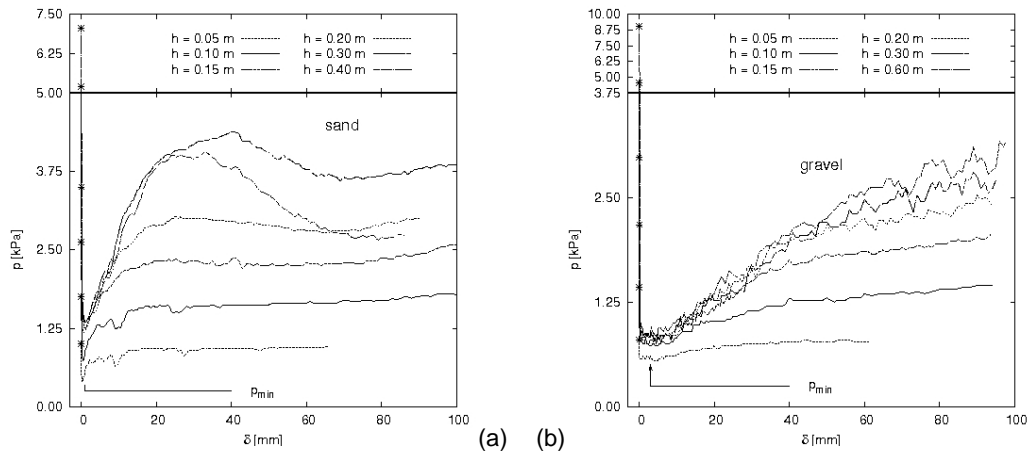 7.50
6.25
5.00
3.75
2.50
1.25
0.00
p [kPa]
h = 0.05 m
h = 0.10 m
h = 0.15 m
h = 0.20 m
h = 0.30 m
h = 0.40 m
sand
p min
0 20 40 60 80 100
δ [mm]
(a)
(b)
10.00
8.75
7.50
6.25
5.00
3.75
2.50
1.25
0.00
p [kPa]
h = 0.05 m
h = 0.10 m
h = 0.15 m
h = 0.20 m
h = 0.30 m
h = 0.60 m
gravel
p min
0 20 40 60 80 100
δ [mm]